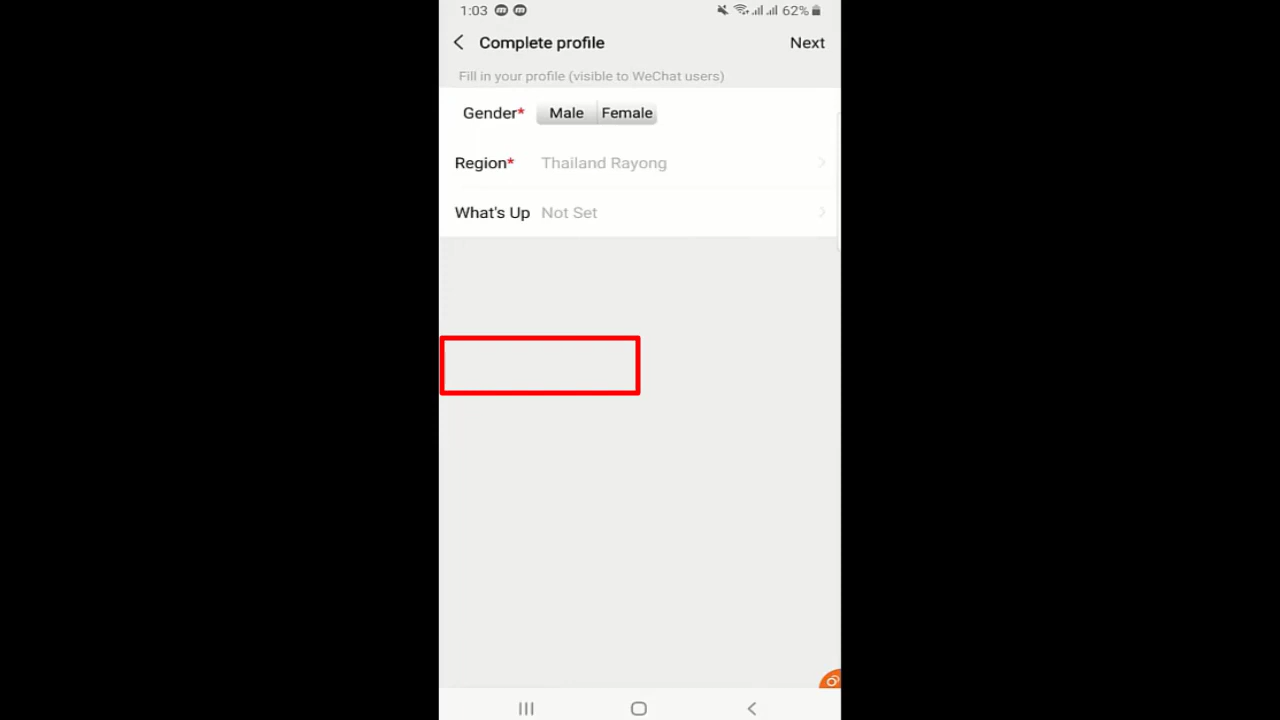 1:03 62%
Complete profile Next
Fill in your profile (visible to WeChat users)
Gender* Male Female
Region* Thailand Rayong
What's Up Not Set